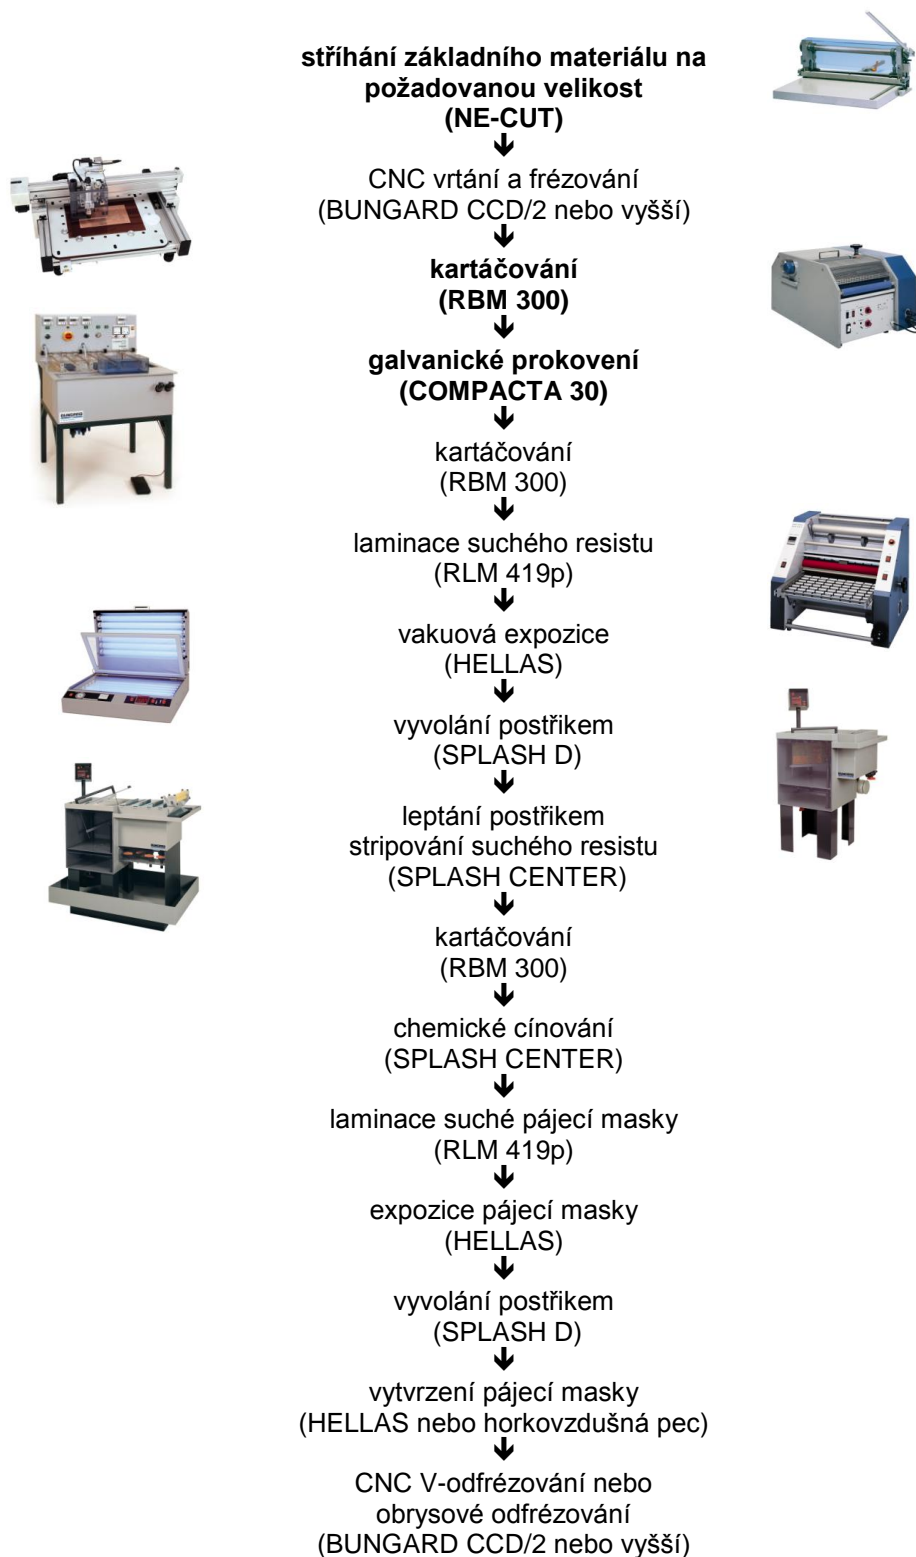 stříhání základního materiálu na
požadovanou velikost
(NE-CUT)
CNC vrtání a frézování
(BUNGARD CCD/2 nebo vyšší)
kartáčování
(RBM 300)
galvanické prokovení
(COMPACTA 30)
kartáčování
(RBM 300)
laminace suchého resistu
(RLM 419p)
vakuová expozice
(HELLAS)
vyvolání postřikem
(SPLASH D)
leptání postřikem
stripování suchého resistu
(SPLASH CENTER)
kartáčování
(RBM 300)
chemické cínování
(SPLASH CENTER)
laminace suché pájecí masky
(RLM 419p)
expozice pájecí masky
(HELLAS)
vyvolání postřikem
(SPLASH D)
vytvrzení pájecí masky
(HELLAS nebo horkovzdušná pec)
CNC V-odfrézování nebo
obrysové odfrézování
(BUNGARD CCD/2 nebo vyšší)